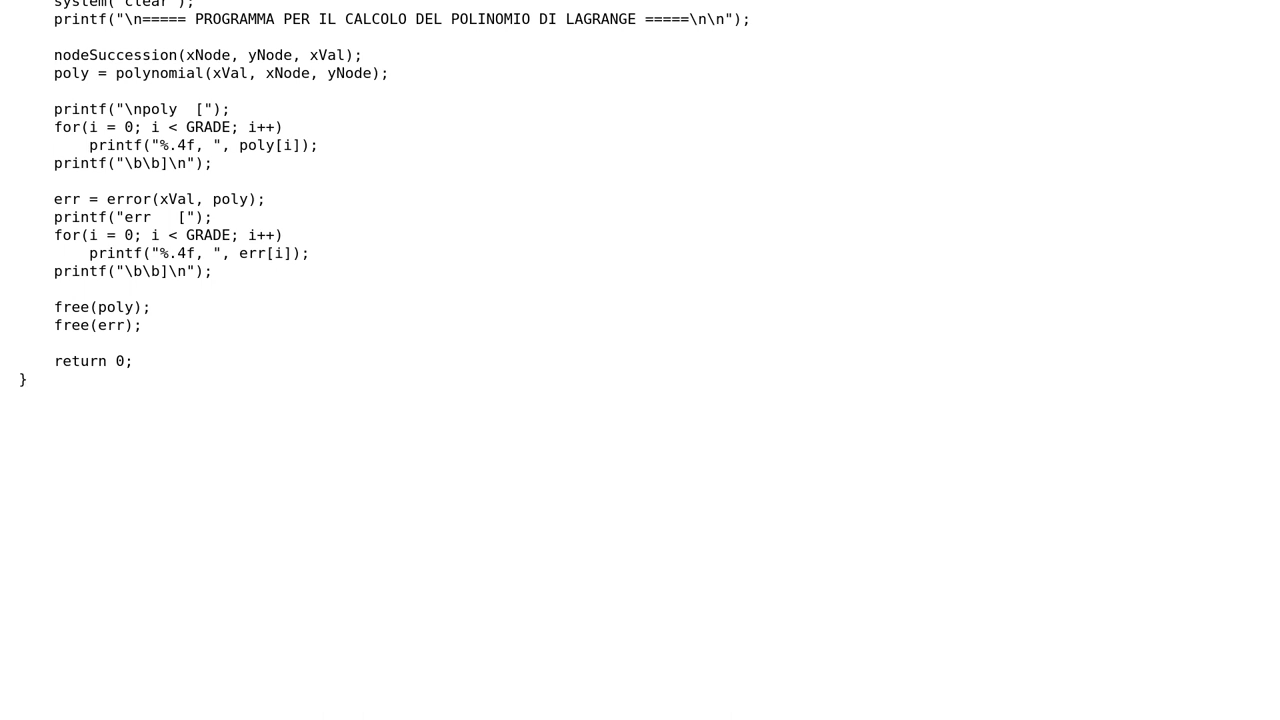 system("clear");
printf("\n===== PROGRAMMA PER IL CALCOLO DEL POLINOMIO DI LAGRANGE =====\n\n");
nodeSuccession(xNode, yNode, xVal);
poly = polynomial(xVal, xNode, yNode);
printf("\npoly  [");
for(i = 0; i < GRADE; i++)
printf("%.4f, ", poly[i]);
printf("\b\b]\n");
err = error(xVal, poly);
printf("err   [");
for(i = 0; i < GRADE; i++)
printf("%.4f, ", err[i]);
printf("\b\b]\n");
free(poly);
free(err);
return 0;
}